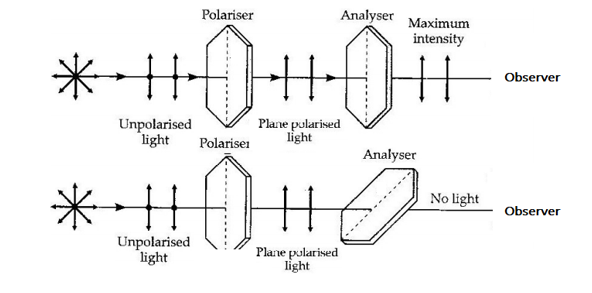 Polariser
Analyser
Maximum
intensity
Observer
Unpolarised
light
Plane polarised
light
Polariser
Analyser
No light
Observer
Unpolarised
light
Plane polarised
light